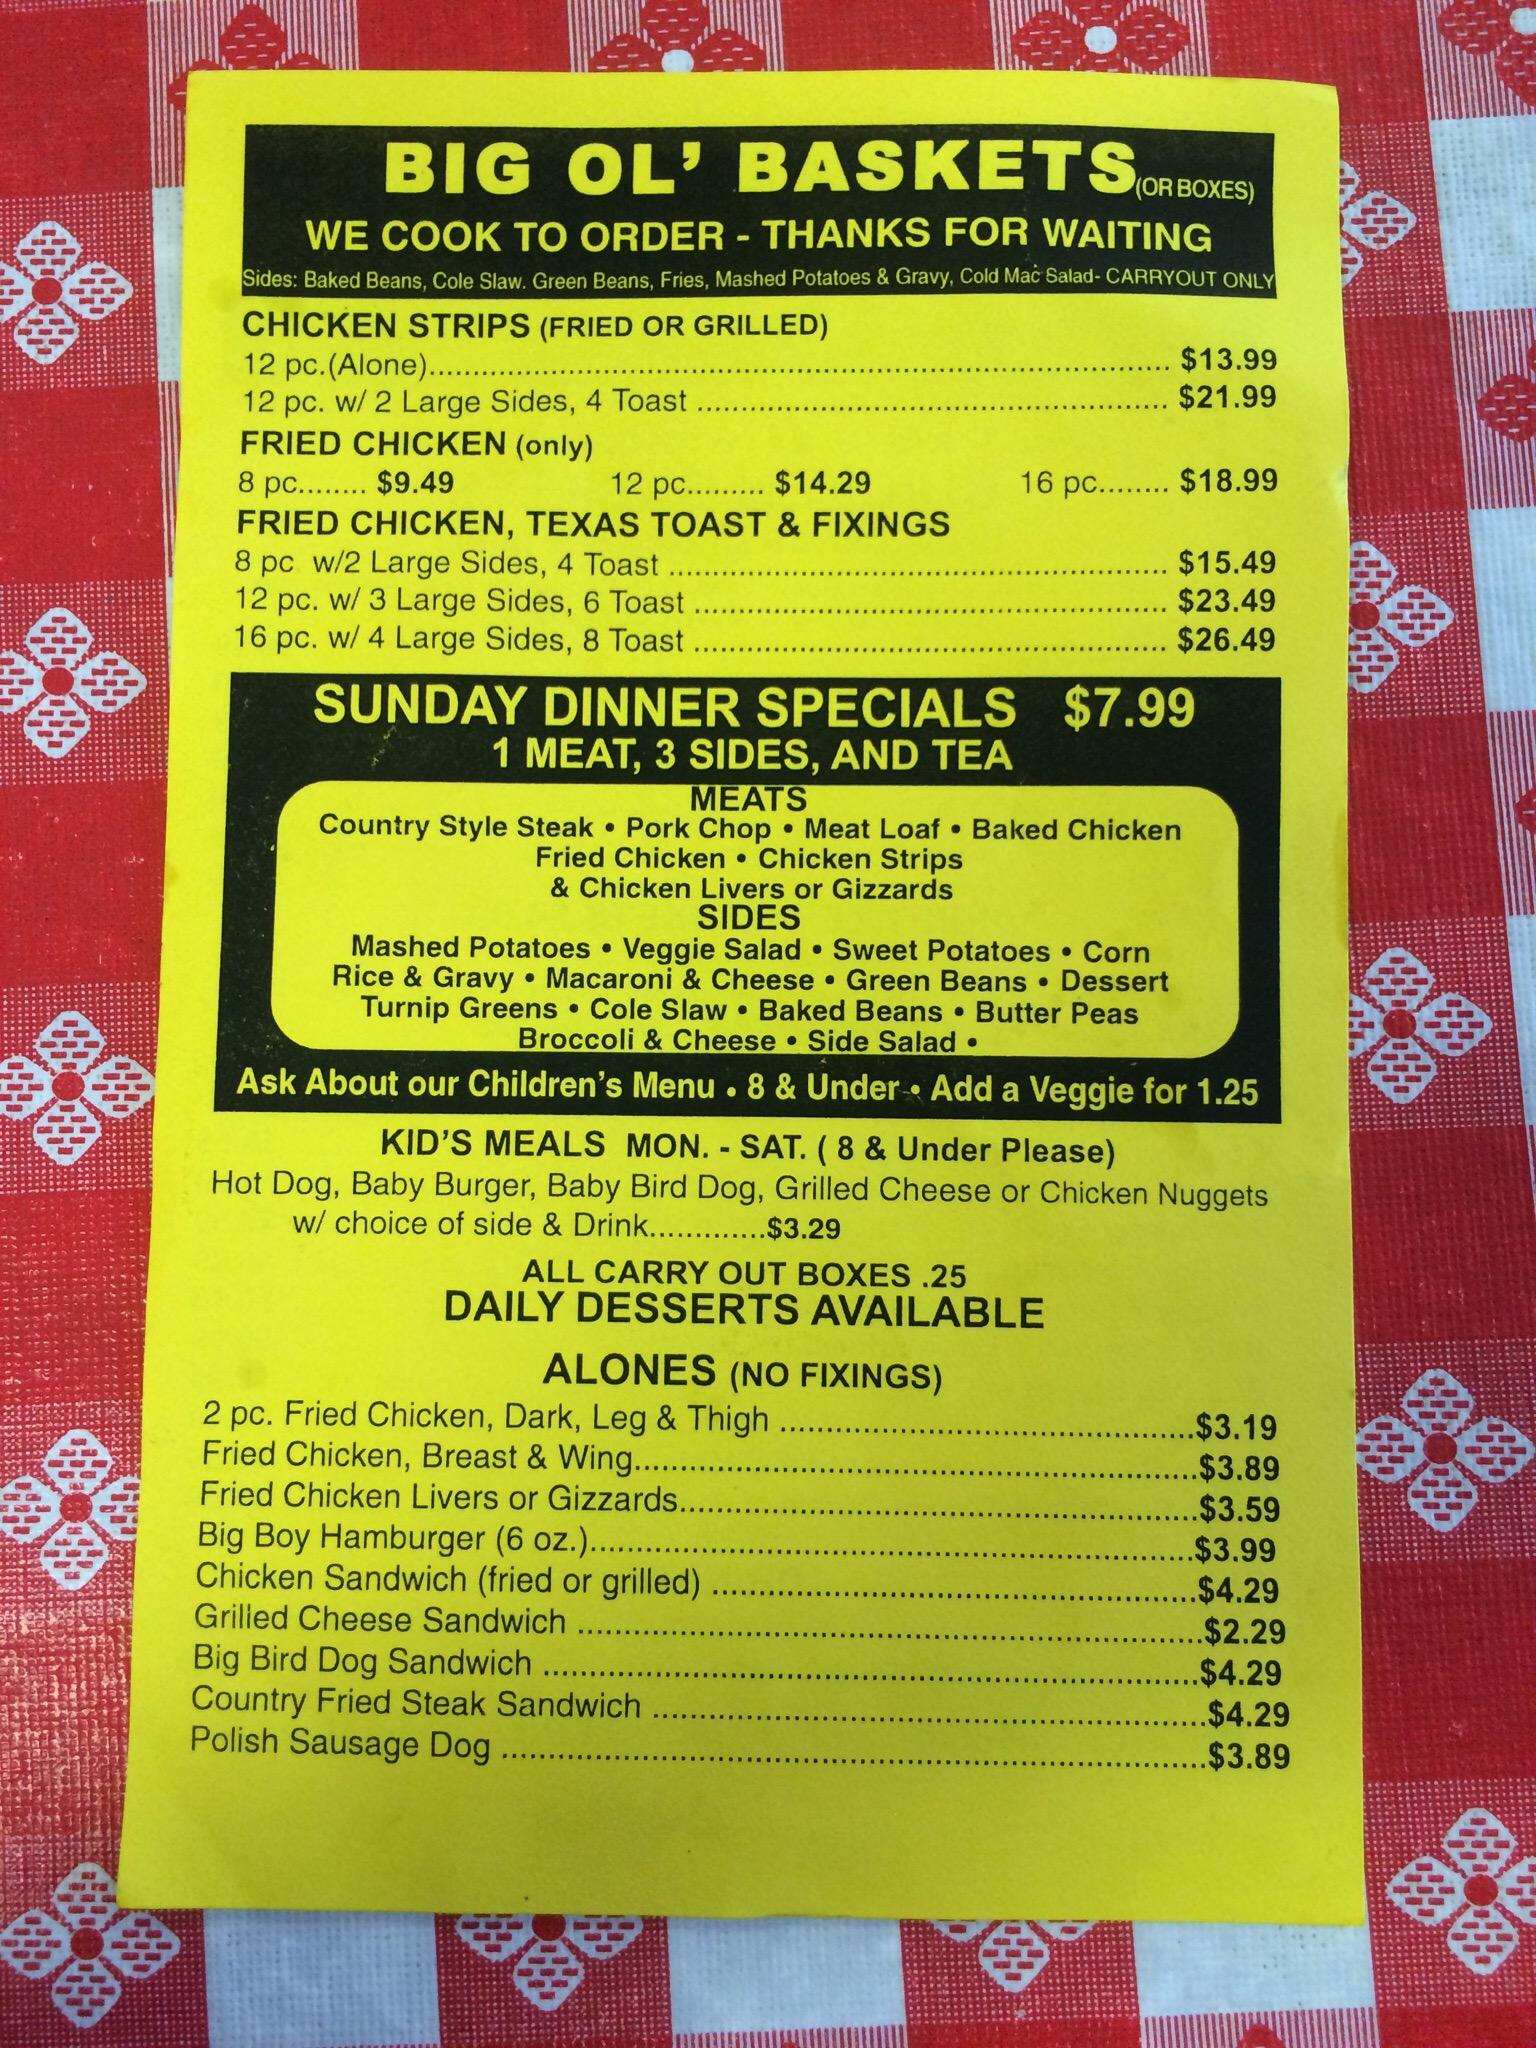 BIG OL' BASKETS (OR BOXES)
WE COOK TO ORDER - THANKS FOR WAITING
Sides: Baked Beans, Cole Slaw. Green Beans, Fries, Mashed Potatoes & Gravy, Cold Mac Salad- CARRYOUT ONLY
CHICKEN STRIPS (FRIED OR GRILLED)
12 pc.(Alone)........ $13.99
12 pc. w/ 2 Large Sides, 4 Toast ........ $21.99
FRIED CHICKEN (only)
8 pc........ $9.49 12 pc......... $14.29 16 pc........ $18.99
FRIED CHICKEN, TEXAS TOAST & FIXINGS
8 pc w/2 Large Sides, 4 Toast ........ $15.49
12 pc. w/ 3 Large Sides, 6 Toast ........ $23.49
16 pc. w/ 4 Large Sides, 8 Toast ........ $26.49
SUNDAY DINNER SPECIALS $7.99
1 MEAT, 3 SIDES, AND TEA
MEATS
Country Style Steak • Pork Chop • Meat Loaf • Baked Chicken
Fried Chicken • Chicken Strips
& Chicken Livers or Gizzards
SIDES
Mashed Potatoes • Veggie Salad • Sweet Potatoes • Corn
Rice & Gravy • Macaroni & Cheese • Green Beans • Dessert
Turnip Greens • Cole Slaw • Baked Beans • Butter Peas
Broccoli & Cheese • Side Salad •
Ask About our Children's Menu • 8 & Under • Add a Veggie for 1.25
KID'S MEALS MON. - SAT. ( 8 & Under Please)
Hot Dog, Baby Burger, Baby Bird Dog, Grilled Cheese or Chicken Nuggets
w/ choice of side & Drink.............$3.29
ALL CARRY OUT BOXES .25
DAILY DESSERTS AVAILABLE
ALONES (NO FIXINGS)
2 pc. Fried Chicken, Dark, Leg & Thigh ........$3.19
Fried Chicken, Breast & Wing........$3.89
Fried Chicken Livers or Gizzards........$3.59
Big Boy Hamburger (6 oz.)........$3.99
Chicken Sandwich (fried or grilled) ........$4.29
Grilled Cheese Sandwich ........$2.29
Big Bird Dog Sandwich ........$4.29
Country Fried Steak Sandwich ........$4.29
Polish Sausage Dog ........$3.89